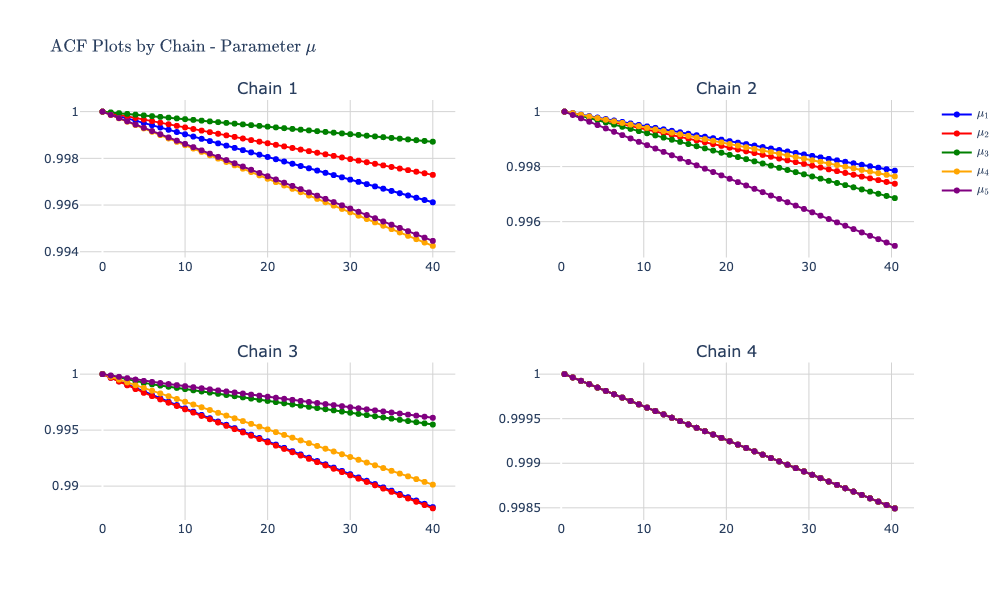 ACF Plots by Chain - Parameter μ
Chain 1
1
0.998
0.996
0.994
0 10 20 30 40
Chain 2
1
0.998
0.996
0 10 20 30 40
μ₁
μ₂
μ₃
μ₄
μ₅
Chain 3
1
0.995
0.99
0 10 20 30 40
Chain 4
1
0.9995
0.999
0.9985
0 10 20 30 40